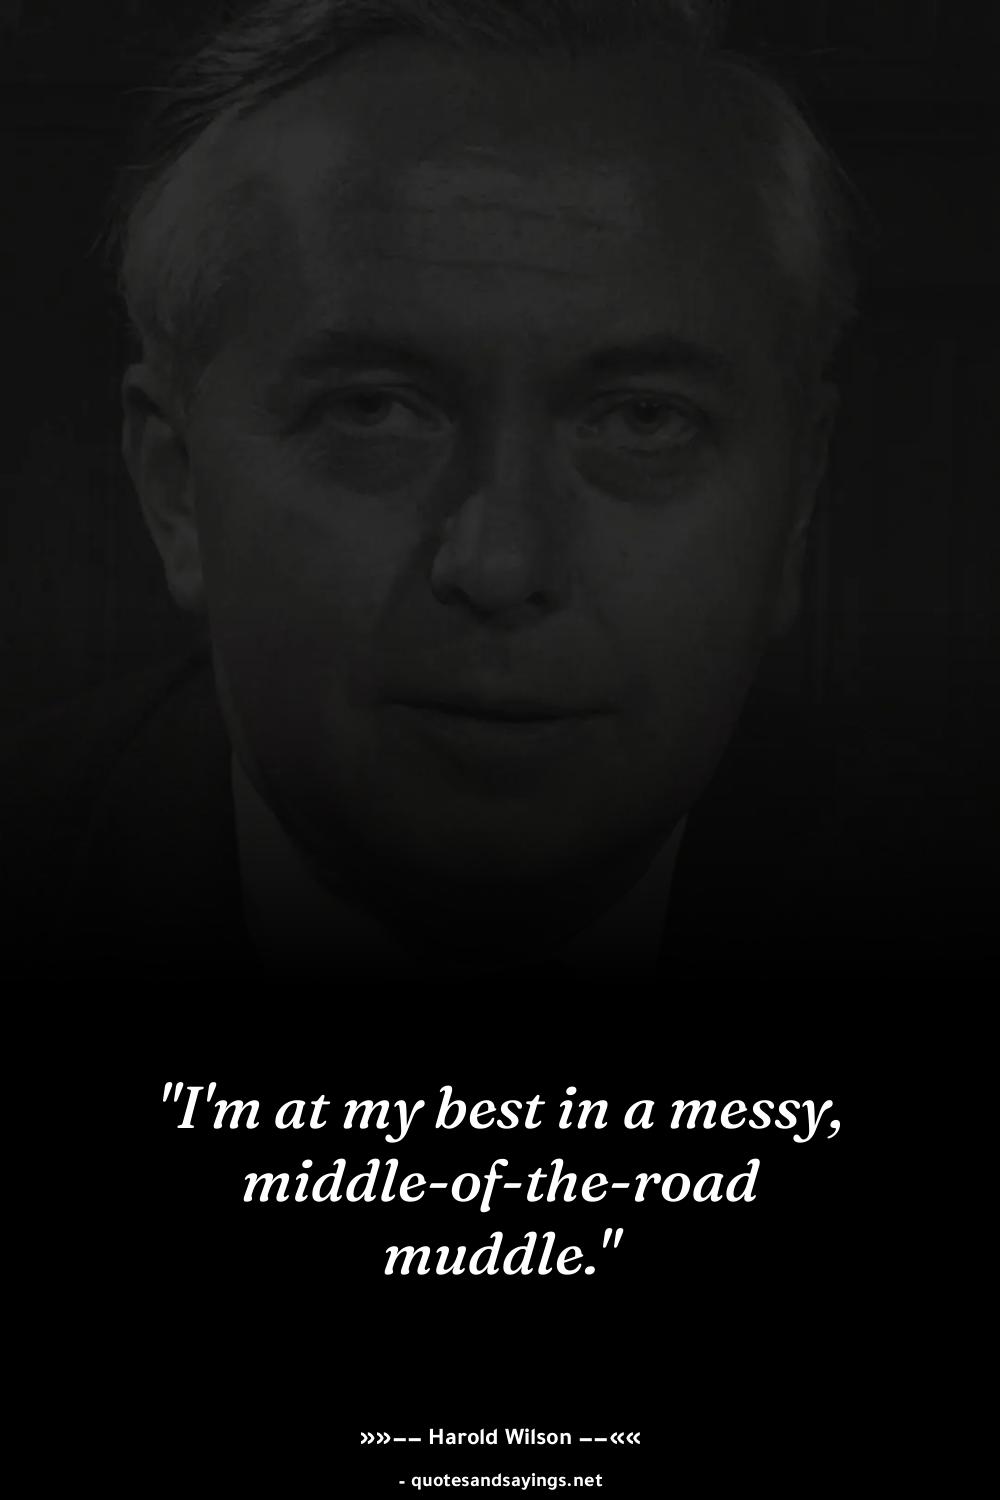 "I'm at my best in a messy,
middle-of-the-road
muddle."
»»−− Harold Wilson −−««
- quotesandsayings.net